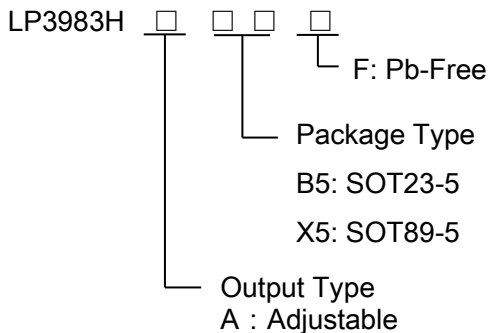 LP3983H □ □ □ □
F: Pb-Free
Package Type
B5: SOT23-5
X5: SOT89-5
Output Type
A : Adjustable